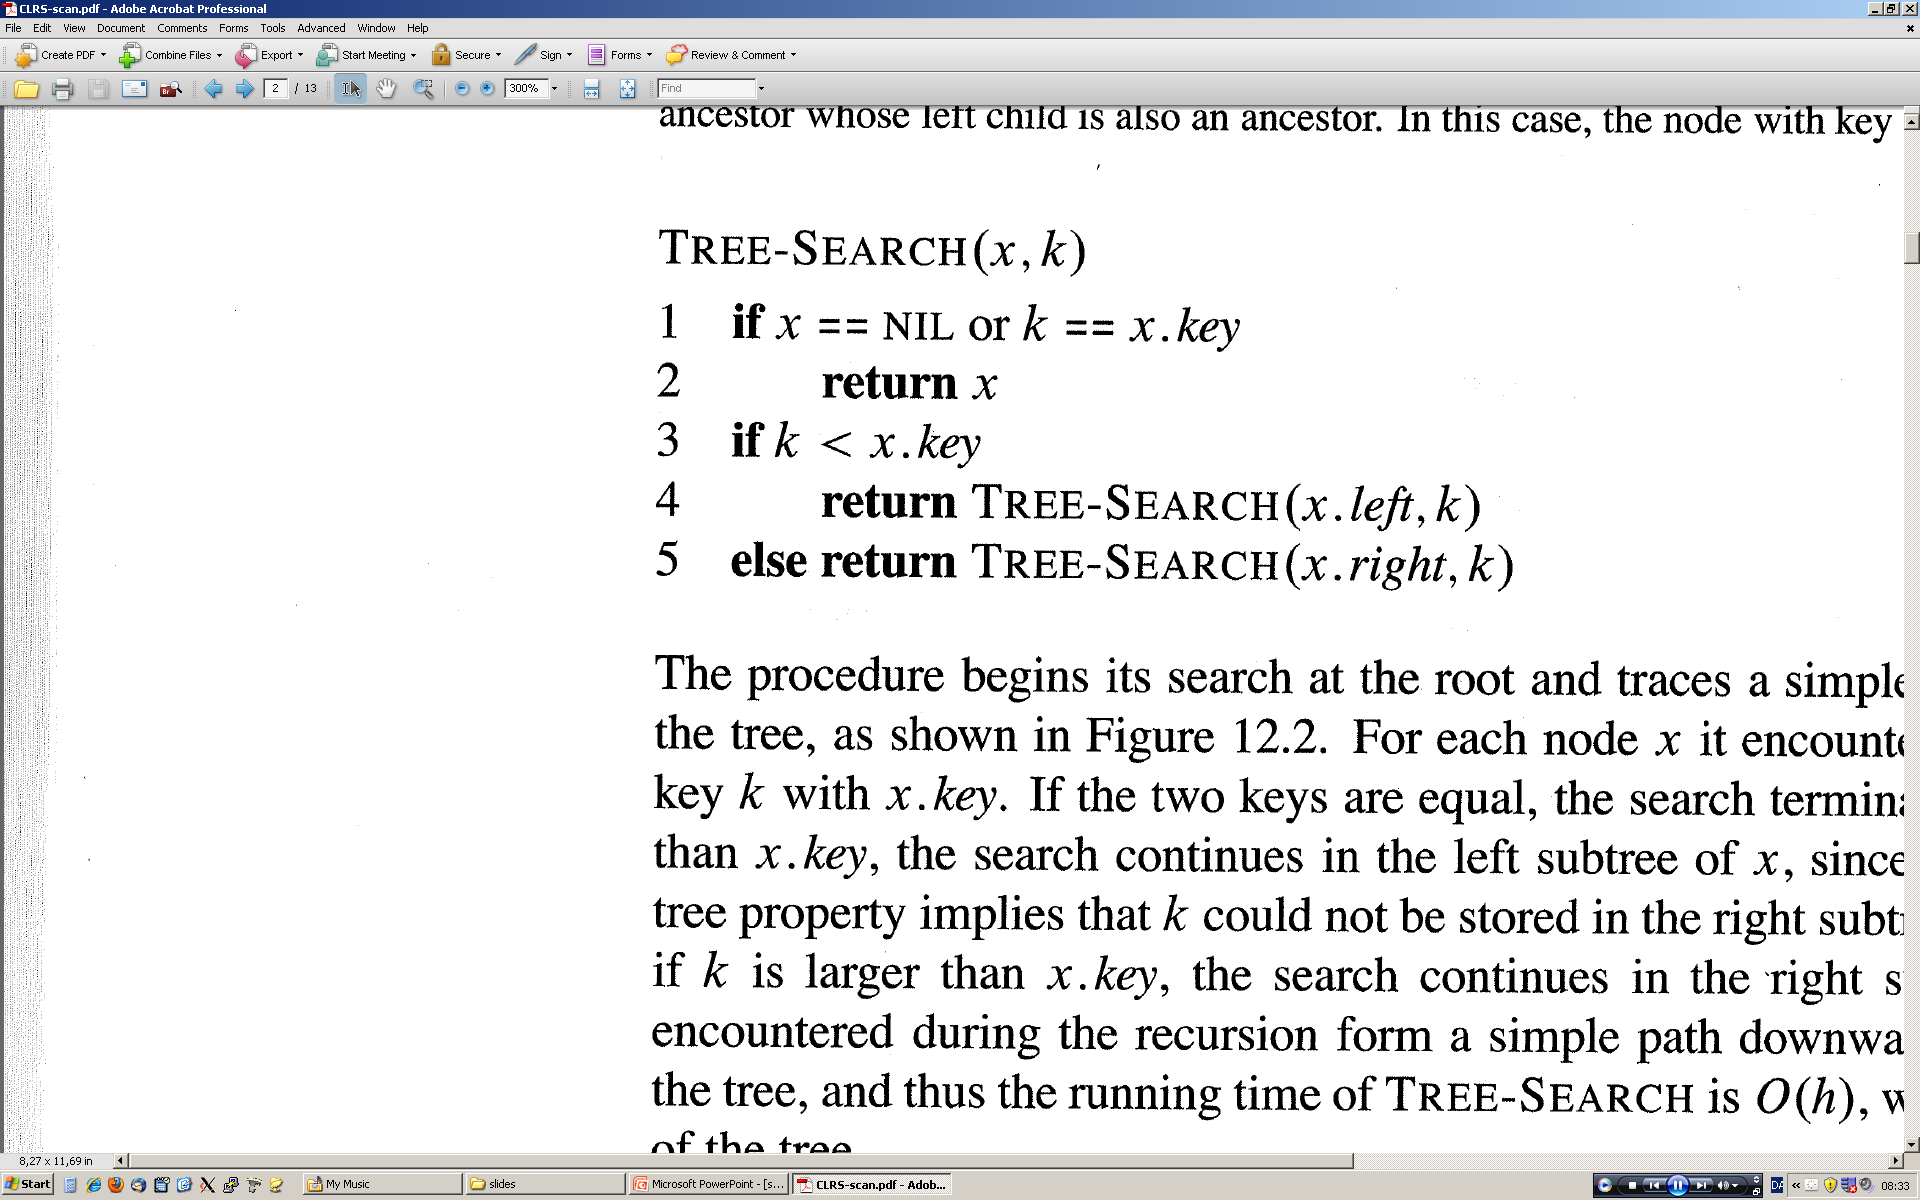 CLRS-scan.pdf - Adobe Acrobat Professional
File Edit View Document Comments Forms Tools Advanced Window Help
Create PDF Combine Files Export Start Meeting Secure Sign Forms Review & Comment
2 / 13 300% Find
ancestor whose left child is also an ancestor. In this case, the node with key
TREE-SEARCH(x, k)
1 if x == NIL or k == x.key
2 return x
3 if k < x.key
4 return TREE-SEARCH(x.left, k)
5 else return TREE-SEARCH(x.right, k)
The procedure begins its search at the root and traces a simple
the tree, as shown in Figure 12.2. For each node x it encounte
key k with x.key. If the two keys are equal, the search termina
than x.key, the search continues in the left subtree of x, since
tree property implies that k could not be stored in the right subtr
if k is larger than x.key, the search continues in the right s
encountered during the recursion form a simple path downwa
the tree, and thus the running time of TREE-SEARCH is O(h), w
of the tree.
8,27 x 11,69 in
Start My Music slides Microsoft PowerPoint - [s... CLRS-scan.pdf - Adob... DA « 08:33